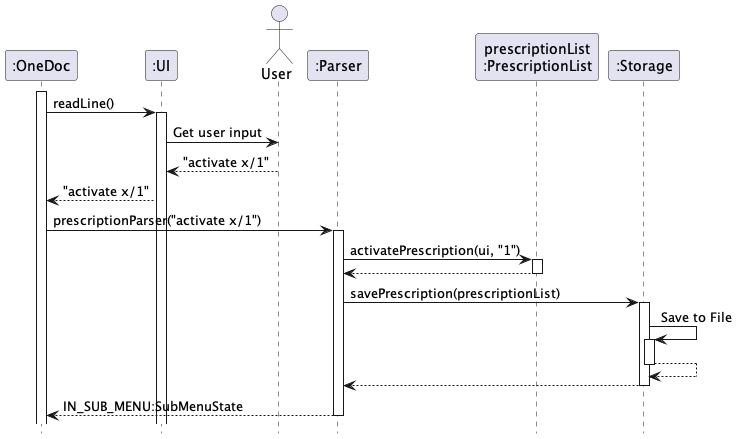 :OneDoc
:UI
User
:Parser
prescriptionList
:PrescriptionList
:Storage
readLine()
Get user input
"activate x/1"
"activate x/1"
prescriptionParser("activate x/1")
activatePrescription(ui, "1")
savePrescription(prescriptionList)
Save to File
IN_SUB_MENU:SubMenuState